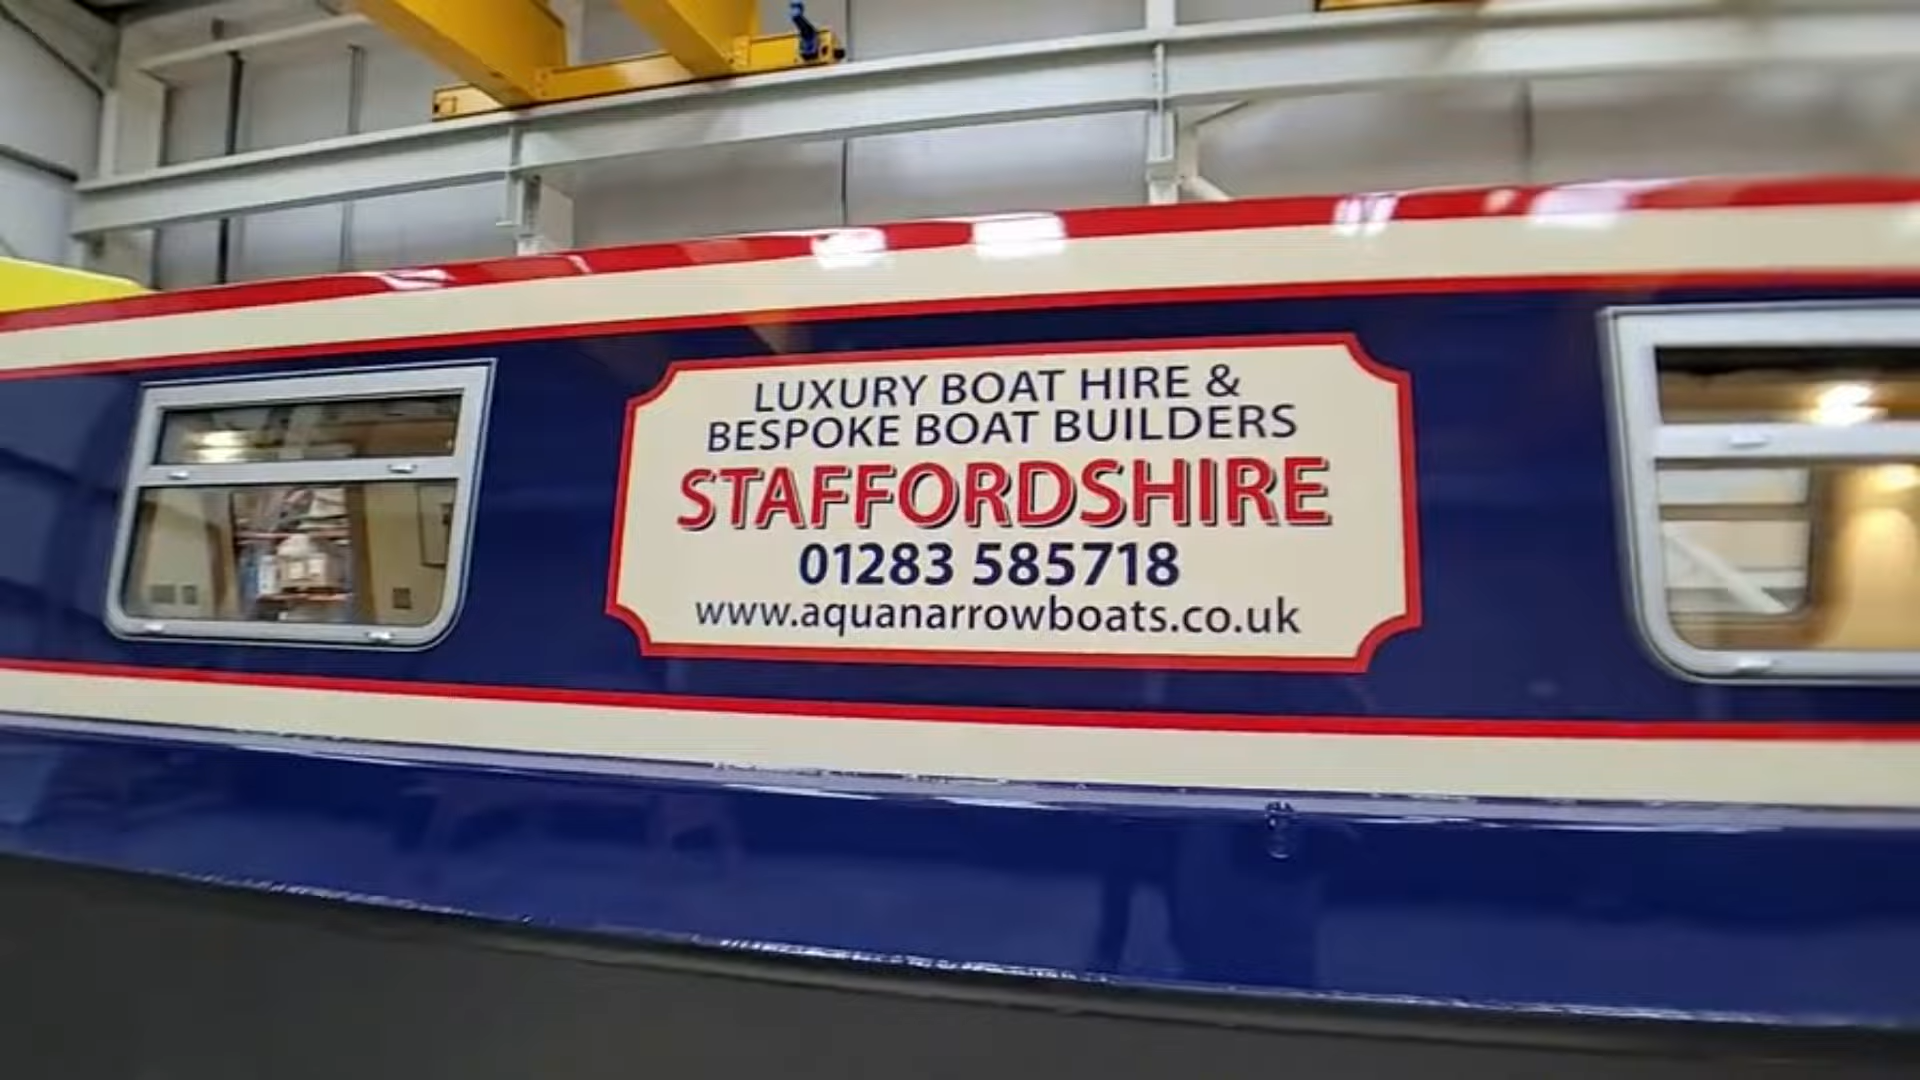 LUXURY BOAT HIRE &
BESPOKE BOAT BUILDERS
STAFFORDSHIRE
01283 585718
www.aquanarrowboats.co.uk